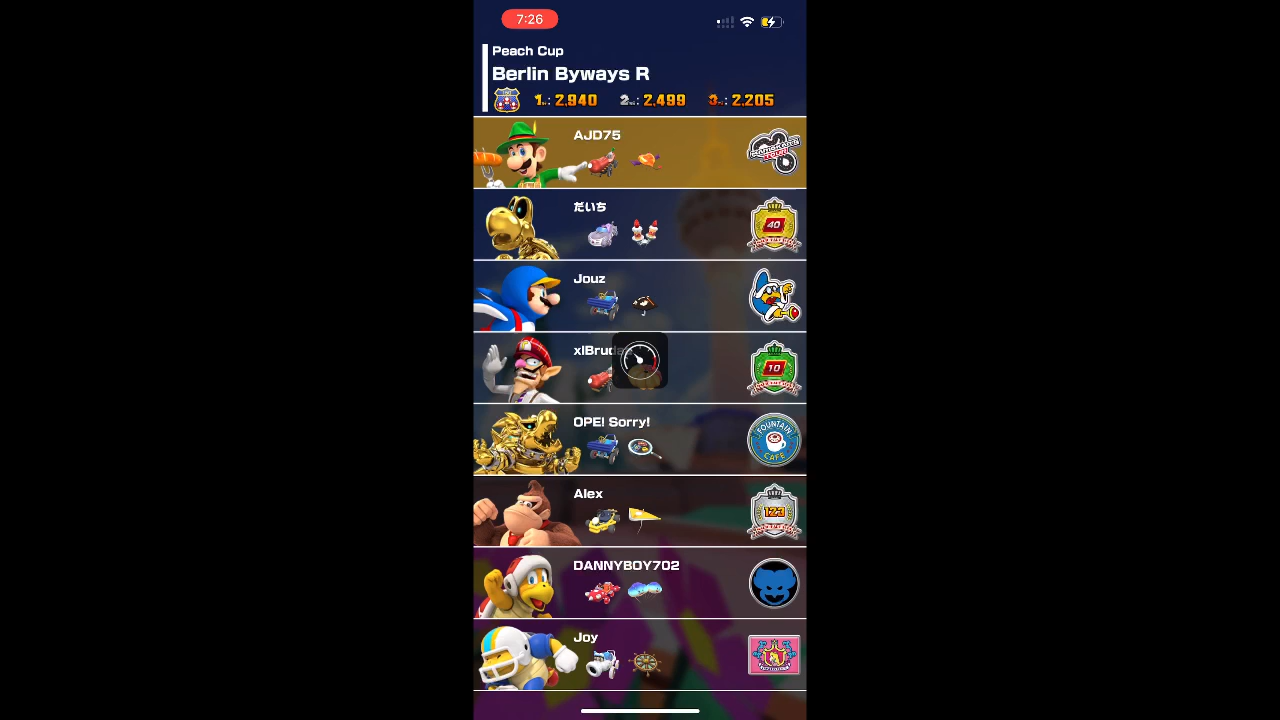 7:26
Peach Cup
Berlin Byways R
1st: 2,940 2nd: 2,499 3rd: 2,205
AJD75
だいち
40
Jouz
10
OPE! Sorry!
FOUNTAIN
CAFE
Alex
123
DANNYBOY702
Joy